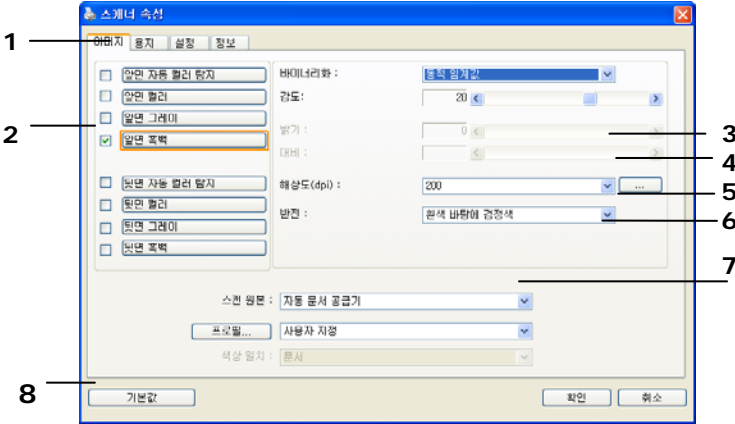 스캐너 속성
1
이미지 용지 설정 정보
앞면 자동 컬러 탐지
바이너리화 : 동적 임계값
앞면 컬러
강도: 20
앞면 그레이
2
앞면 흑백
밝기 : 0
3
대비 :
4
뒷면 자동 컬러 탐지
해상도(dpi) : 200 ...
5
뒷면 컬러
반전 : 흰색 바탕에 검정색
6
뒷면 그레이
뒷면 흑백
7
스캔 원본 : 자동 문서 공급기
프로필... 사용자 지정
색상 일치 : 문서
8
기본값 확인 취소